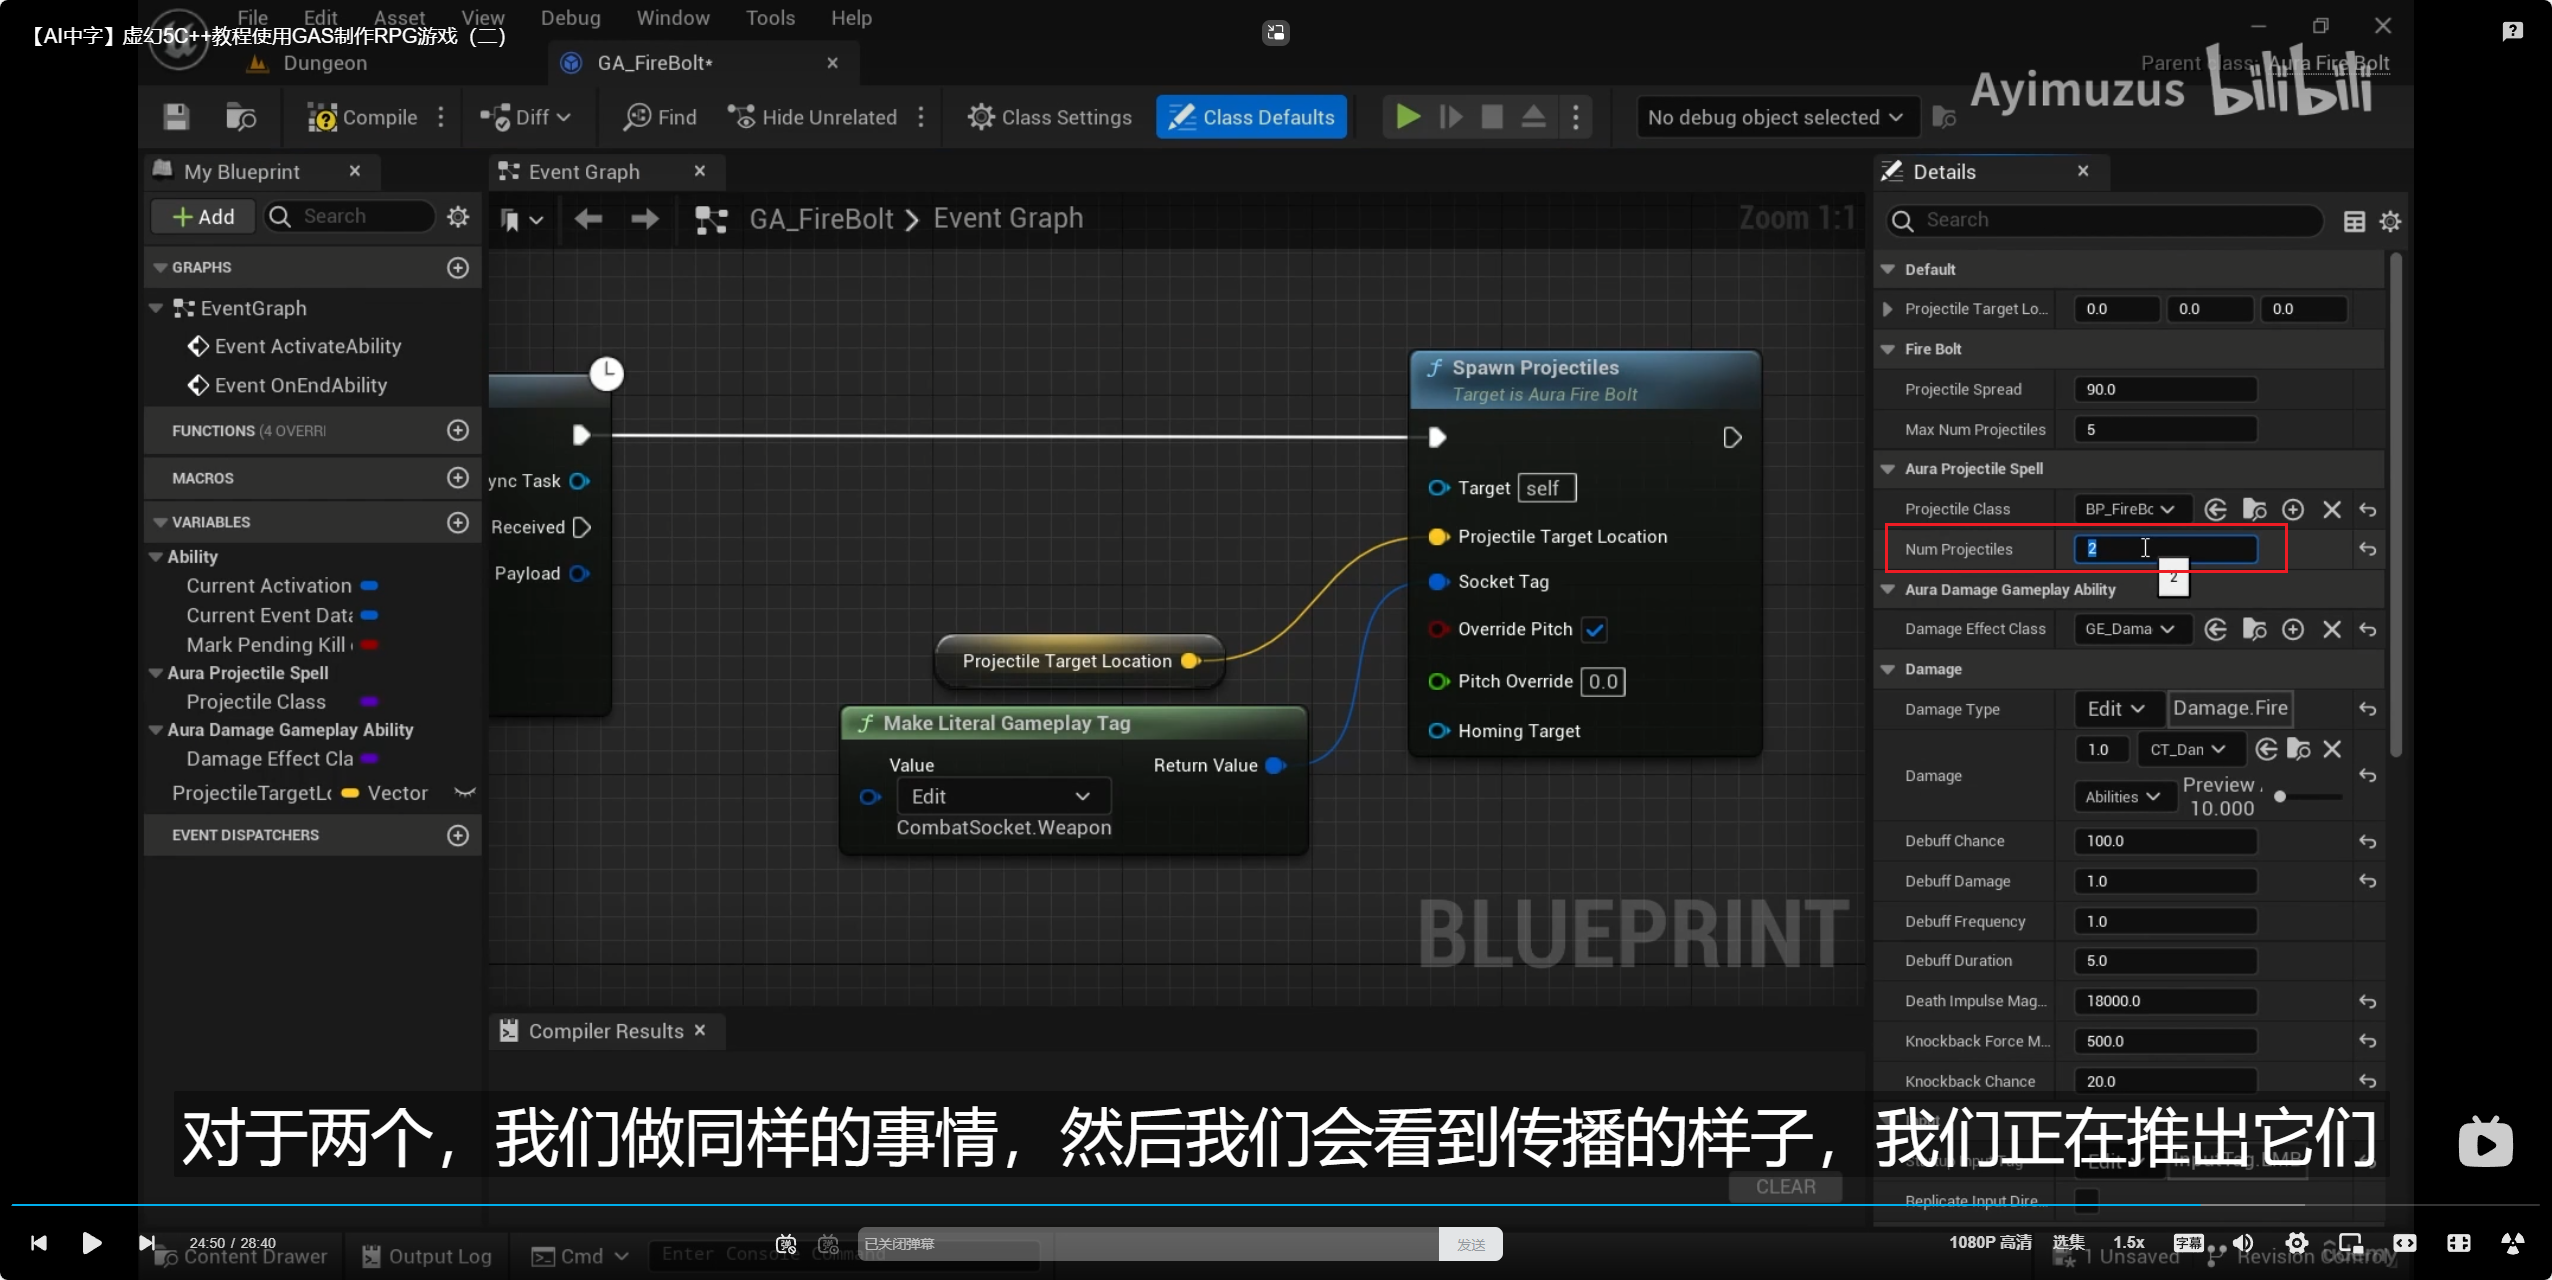 File Edit Asset View Debug Window Tools Help
【AI中字】虚幻5C++教程使用GAS制作RPG游戏（二）
Dungeon
GA_FireBolt*
Parent class: Aura Fire Bolt
Ayimuzus bilibili
Compile
Diff
Find
Hide Unrelated
Class Settings
Class Defaults
No debug object selected
My Blueprint
Add
Search
GRAPHS
EventGraph
Event ActivateAbility
Event OnEndAbility
FUNCTIONS (4 OVERRI
MACROS
VARIABLES
Ability
Current Activation
Current Event Data
Mark Pending Kill
Aura Projectile Spell
Projectile Class
Aura Damage Gameplay Ability
Damage Effect Cla
ProjectileTargetLo Vector
EVENT DISPATCHERS
Event Graph
GA_FireBolt > Event Graph
Zoom 1:1
ync Task
Received
Payload
Spawn Projectiles
Target is Aura Fire Bolt
Target self
Projectile Target Location
Socket Tag
Override Pitch
Pitch Override 0.0
Homing Target
Projectile Target Location
Make Literal Gameplay Tag
Value
Return Value
Edit
CombatSocket.Weapon
BLUEPRINT
Compiler Results
CLEAR
Details
Search
Default
Projectile Target Lo... 0.0 0.0 0.0
Fire Bolt
Projectile Spread 90.0
Max Num Projectiles 5
Aura Projectile Spell
Projectile Class BP_FireBo
Num Projectiles 2
2
Aura Damage Gameplay Ability
Damage Effect Class GE_Dama
Damage
Damage Type Edit Damage.Fire
1.0 CT_Dan
Damage
Abilities Preview
10.000
Debuff Chance 100.0
Debuff Damage 1.0
Debuff Frequency 1.0
Debuff Duration 5.0
Death Impulse Mag... 18000.0
Knockback Force M... 500.0
Knockback Chance 20.0
Startup Input Tag Edit InputTag.LMB
Replicate Input Dire...
对于两个，我们做同样的事情，然后我们会看到传播的样子，我们正在推出它们
24:50 / 28:40
已关闭弹幕
发送
1080P 高清 选集 1.5x 字幕
Content Drawer
Output Log
Cmd
Enter Console Command
1 Unsaved
Revision Control